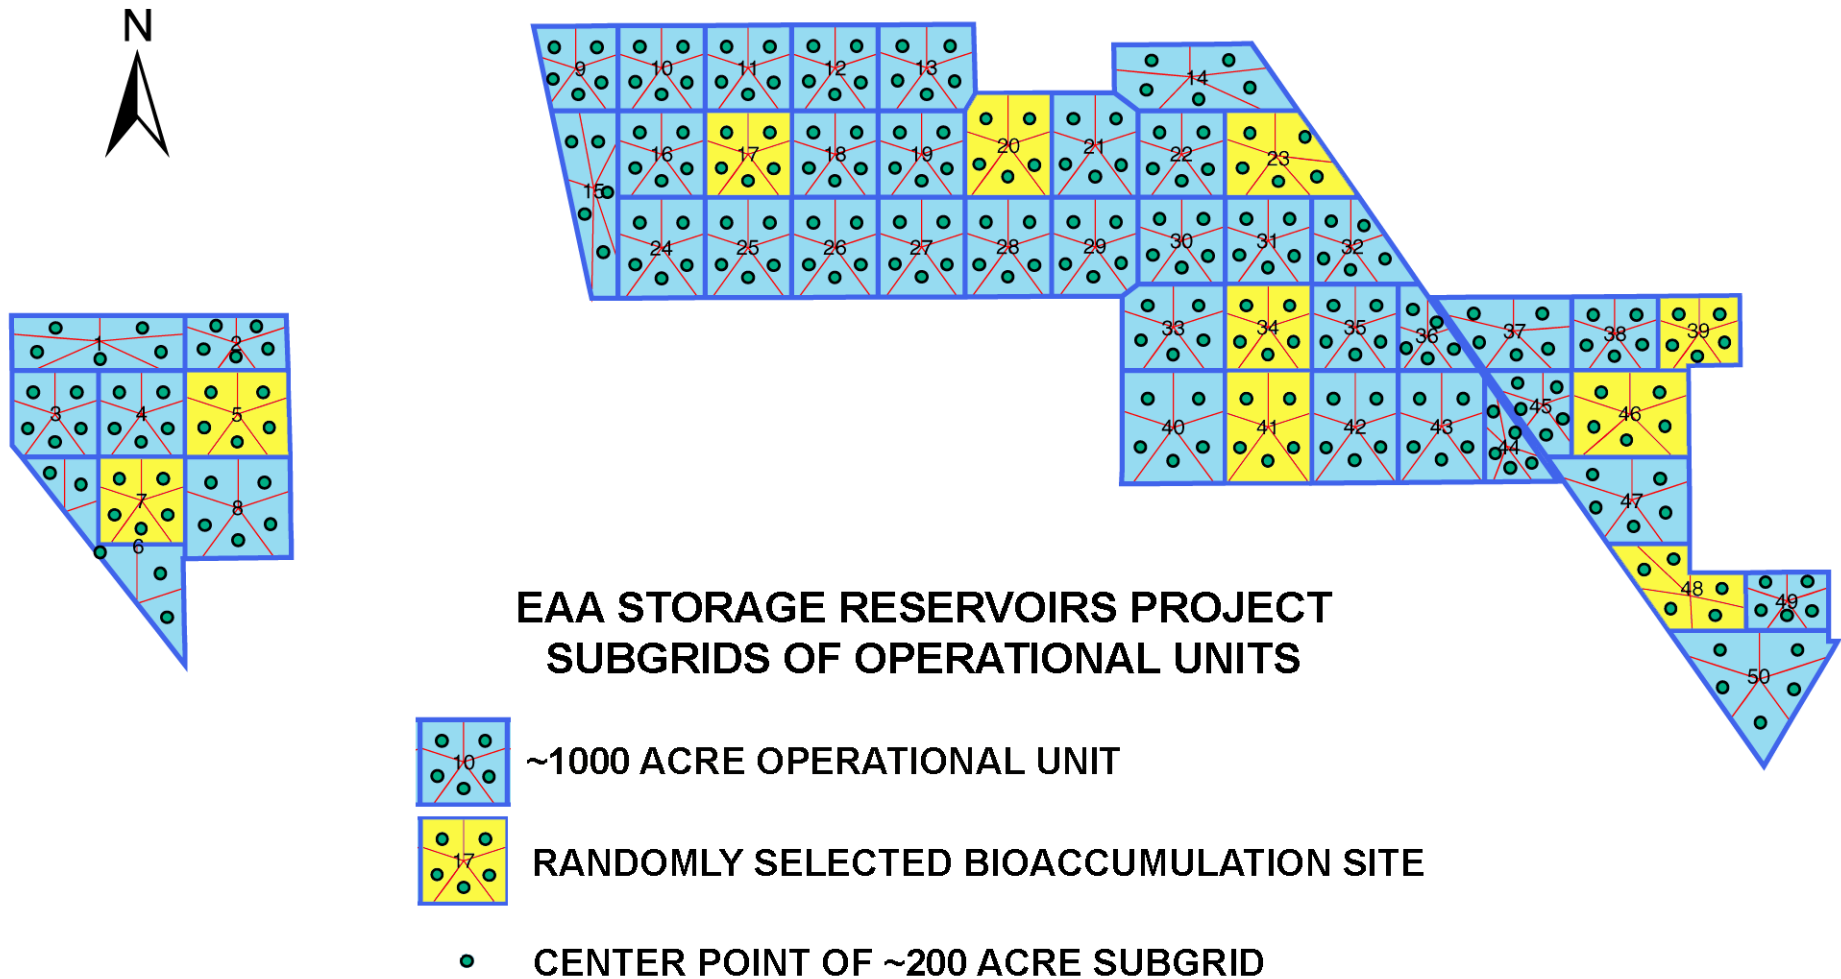 N
9 10 11 12 13 14
15 16 17 18 19 20 21 22 23
24 25 26 27 28 29 30 31 32
33 34 35 36 37 38 39
1 2
3 4 5
40 41 42 43 44 45 46
6 7 8
47
48 49
50
EAA STORAGE RESERVOIRS PROJECT
SUBGRIDS OF OPERATIONAL UNITS
10 ~1000 ACRE OPERATIONAL UNIT
17 RANDOMLY SELECTED BIOACCUMULATION SITE
CENTER POINT OF ~200 ACRE SUBGRID